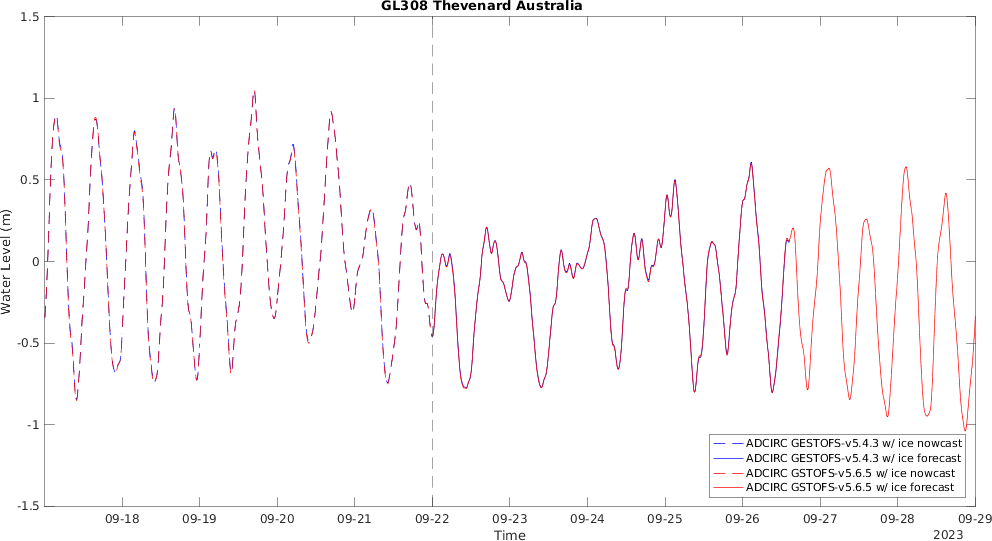 GL308 Thevenard Australia
1.5
1
0.5
0
-0.5
-1
-1.5
Water Level (m)
09-18
09-19
09-20
09-21
09-22
09-23
09-24
09-25
09-26
09-27
09-28
09-29
Time
2023
ADCIRC GESTOFS-v5.4.3 w/ ice nowcast
ADCIRC GESTOFS-v5.4.3 w/ ice forecast
ADCIRC GSTOFS-v5.6.5 w/ ice nowcast
ADCIRC GSTOFS-v5.6.5 w/ ice forecast